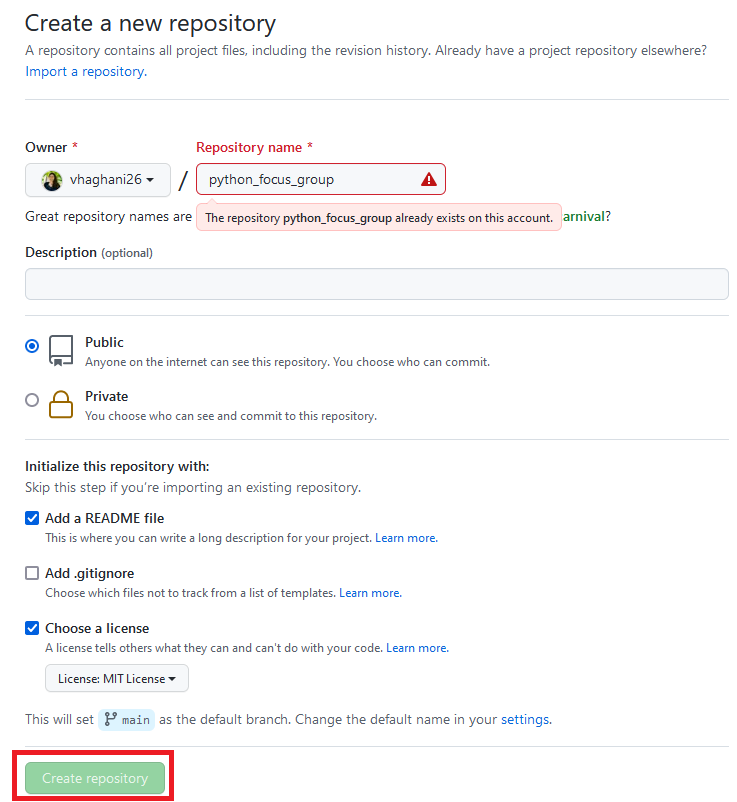 Create a new repository
A repository contains all project files, including the revision history. Already have a project repository elsewhere?
Import a repository.
Owner *
Repository name *
vhaghani26 / python_focus_group
Great repository names are
The repository python_focus_group already exists on this account.
arnival?
Description (optional)
Public
Anyone on the internet can see this repository. You choose who can commit.
Private
You choose who can see and commit to this repository.
Initialize this repository with:
Skip this step if you're importing an existing repository.
Add a README file
This is where you can write a long description for your project. Learn more.
Add .gitignore
Choose which files not to track from a list of templates. Learn more.
Choose a license
A license tells others what they can and can't do with your code. Learn more.
License: MIT License
This will set main as the default branch. Change the default name in your settings.
Create repository